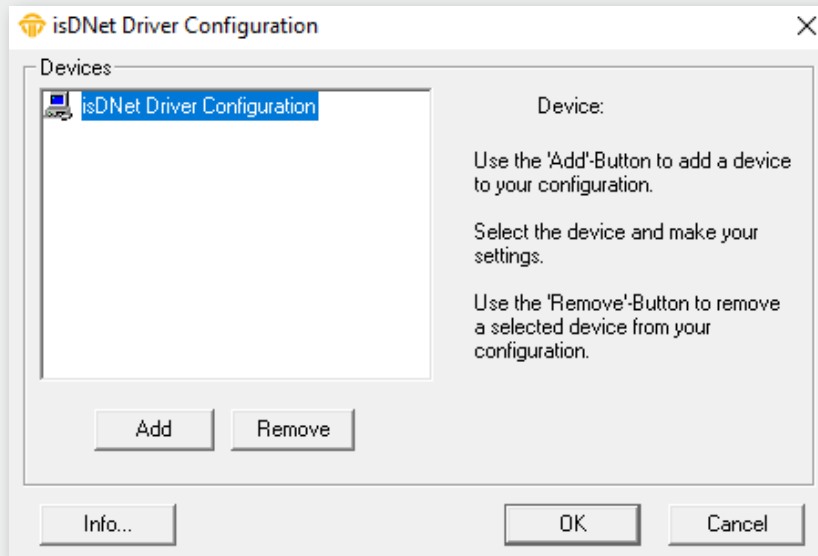 isDNet Driver Configuration
Devices
isDNet Driver Configuration
Device:
Use the 'Add'-Button to add a device
to your configuration.
Select the device and make your
settings.
Use the 'Remove'-Button to remove
a selected device from your
configuration.
Add
Remove
Info...
OK
Cancel